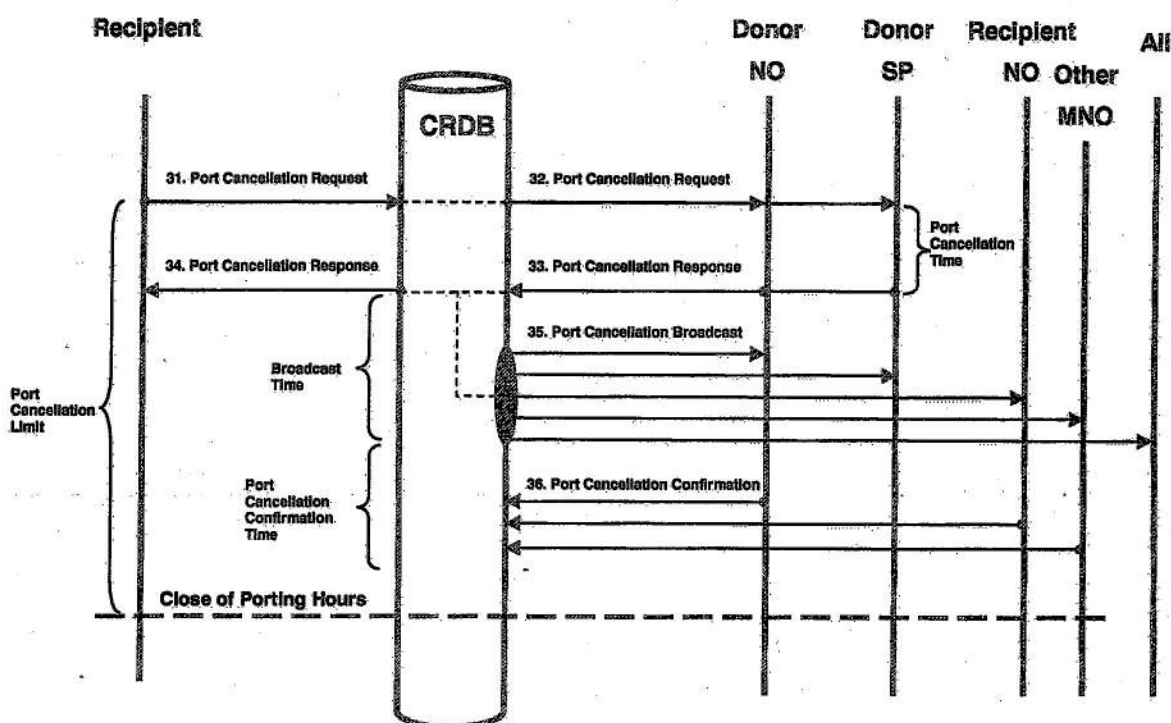 Recipient
Donor
NO
Donor
SP
Recipient
NO
Other
MNO
All
CRDB
31. Port Cancellation Request
32. Port Cancellation Request
Port
Cancellation
Time
34. Port Cancellation Response
33. Port Cancellation Response
35. Port Cancellation Broadcast
Broadcast
Time
Port
Cancellation
Limit
36. Port Cancellation Confirmation
Port
Cancellation
Confirmation
Time
Close of Porting Hours